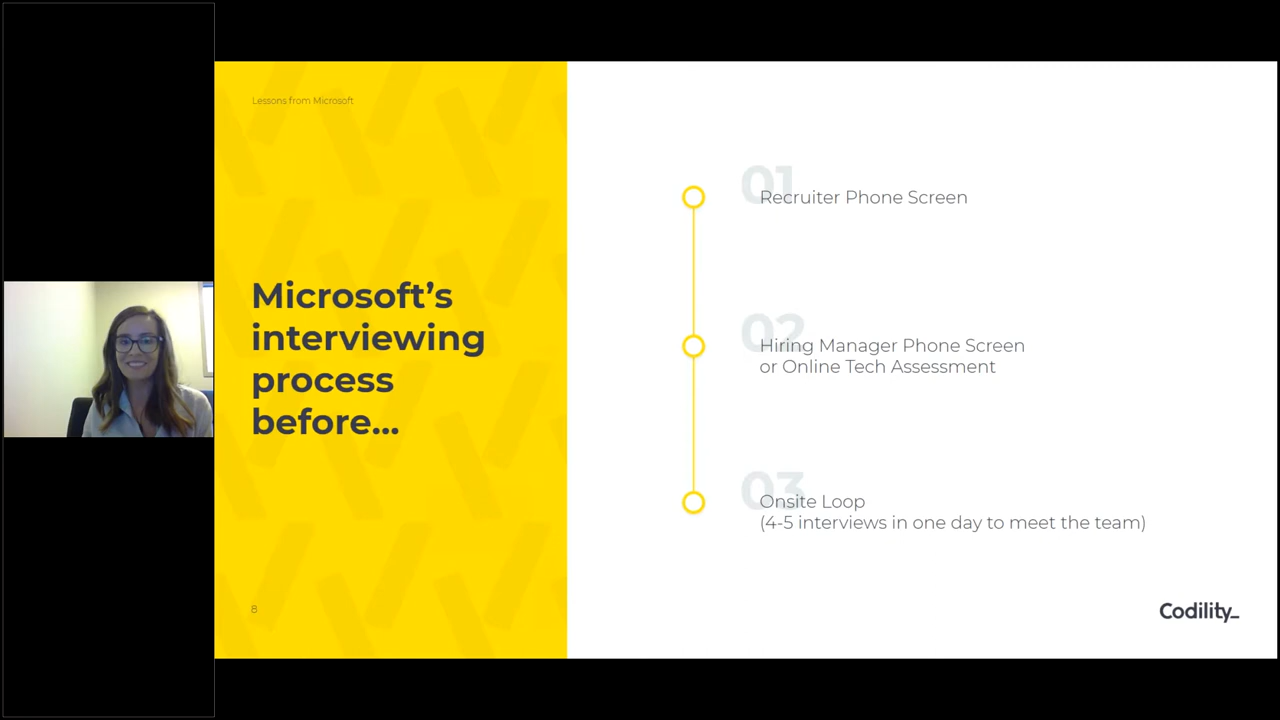 Lessons from Microsoft
Microsoft's
interviewing
process
before...
8
01
Recruiter Phone Screen
02
Hiring Manager Phone Screen
or Online Tech Assessment
03
Onsite Loop
(4-5 interviews in one day to meet the team)
Codility_